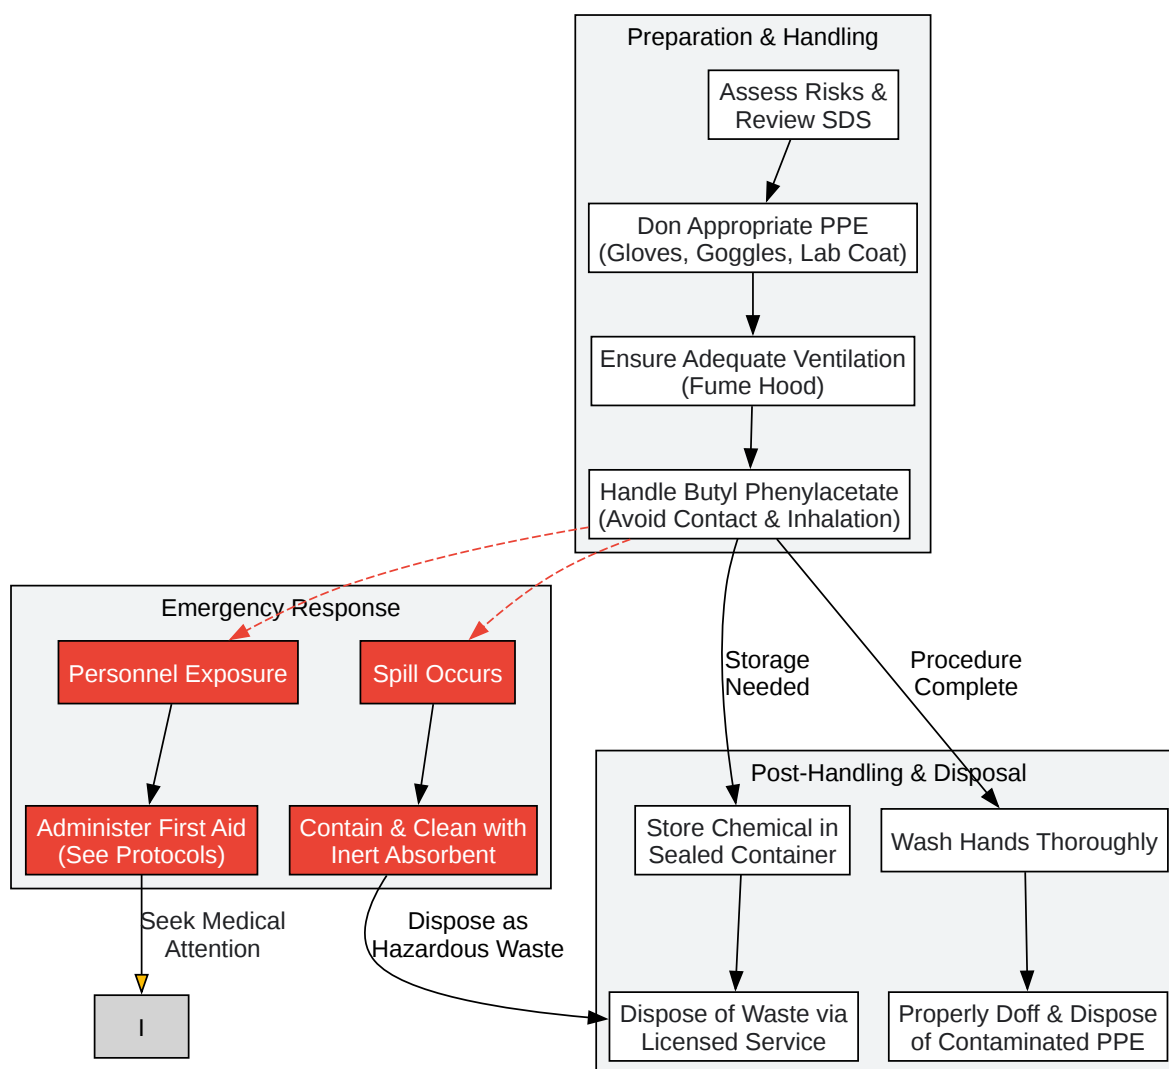 Preparation & Handling
Assess Risks &
Review SDS
Don Appropriate PPE
(Gloves, Goggles, Lab Coat)
Ensure Adequate Ventilation
(Fume Hood)
Handle Butyl Phenylacetate
(Avoid Contact & Inhalation)
Emergency Response
Personnel Exposure
Spill Occurs
Storage
Needed
Procedure
Complete
Administer First Aid
(See Protocols)
Contain & Clean with
Inert Absorbent
Post-Handling & Disposal
Store Chemical in
Sealed Container
Wash Hands Thoroughly
Seek Medical
Attention
Dispose as
Hazardous Waste
I
Dispose of Waste via
Licensed Service
Properly Doff & Dispose
of Contaminated PPE